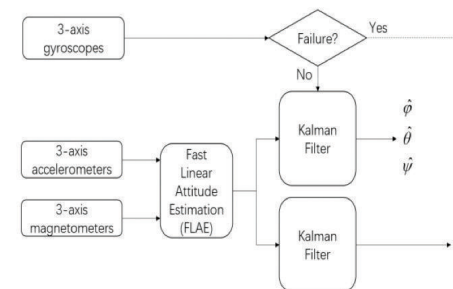 3-axis
gyroscopes
Failure?
Yes
No
Kalman
Filter
φ̂
θ̂
ψ̂
3-axis
accelerometers
3-axis
magnetometers
Fast
Linear
Attitude
Estimation
(FLAE)
Kalman
Filter